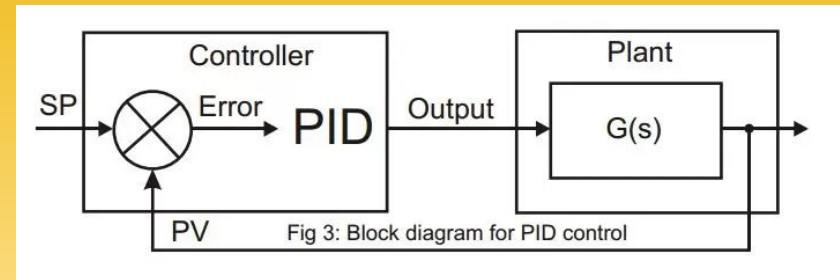 Controller
Plant
SP
Error
PID
Output
G(s)
PV
Fig 3: Block diagram for PID control